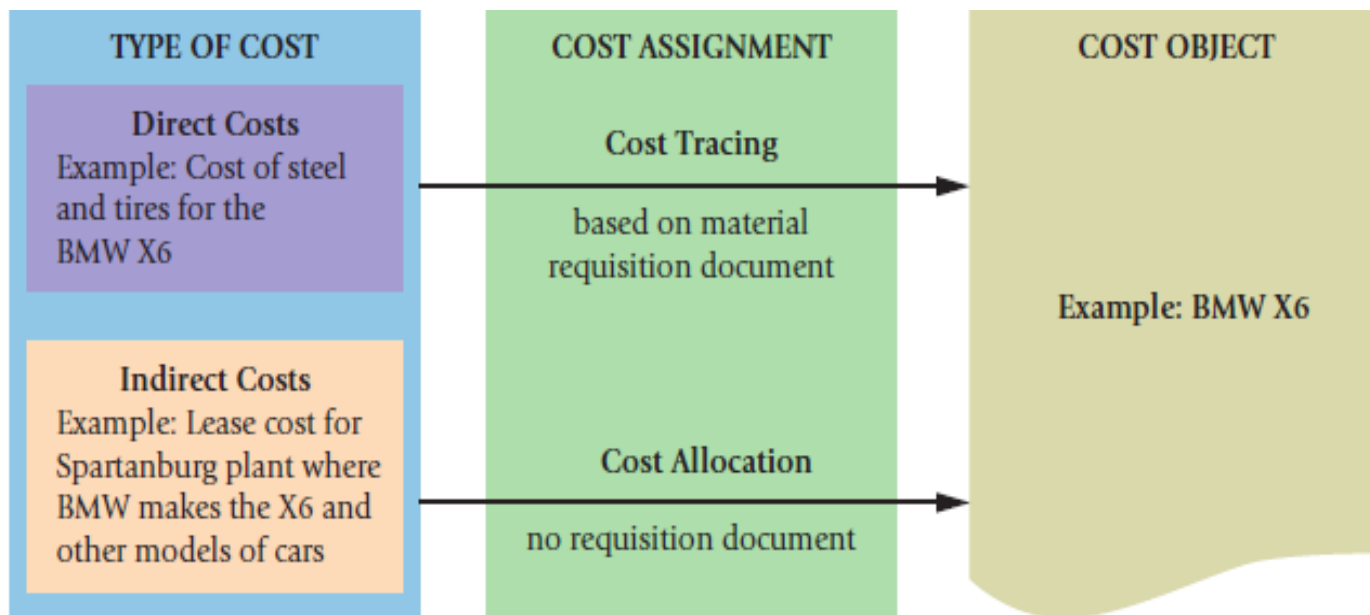 TYPE OF COST
Direct Costs
Example: Cost of steel
and tires for the
BMW X6
Indirect Costs
Example: Lease cost for
Spartanburg plant where
BMW makes the X6 and
other models of cars
COST ASSIGNMENT
Cost Tracing
based on material
requisition document
Cost Allocation
no requisition document
COST OBJECT
Example: BMW X6